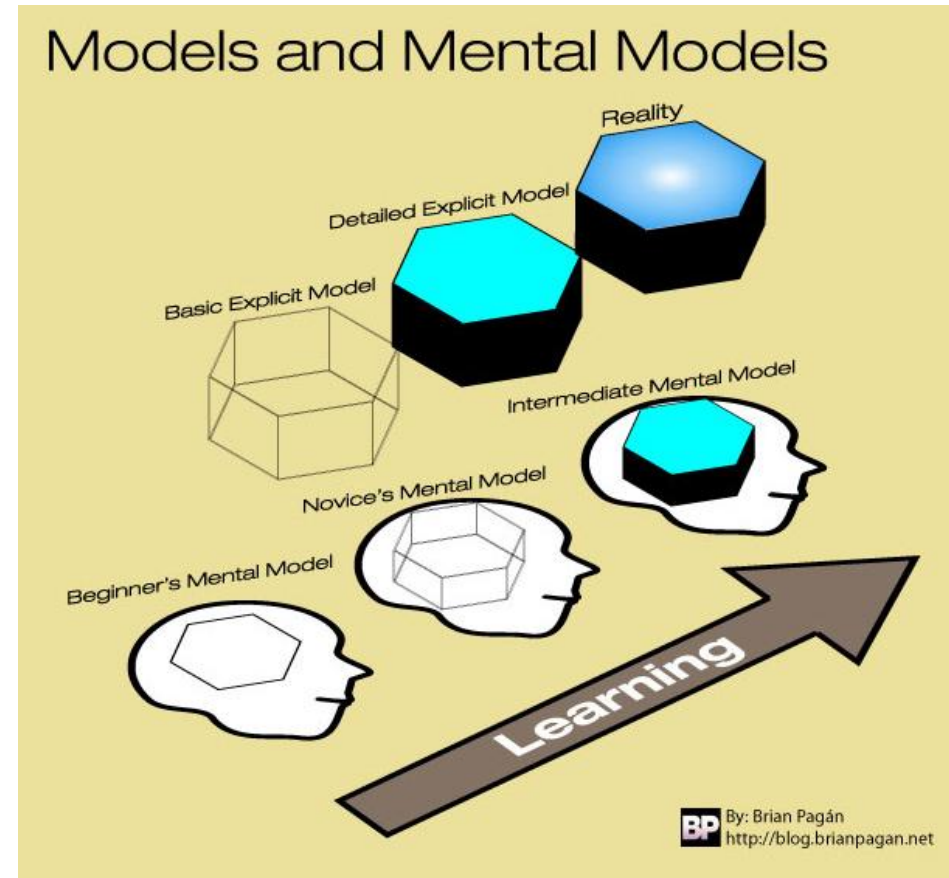 Models and Mental Models
Reality
Detailed Explicit Model
Basic Explicit Model
Intermediate Mental Model
Novice's Mental Model
Beginner's Mental Model
Learning
BP
By: Brian Pagán
http://blog.brianpagan.net